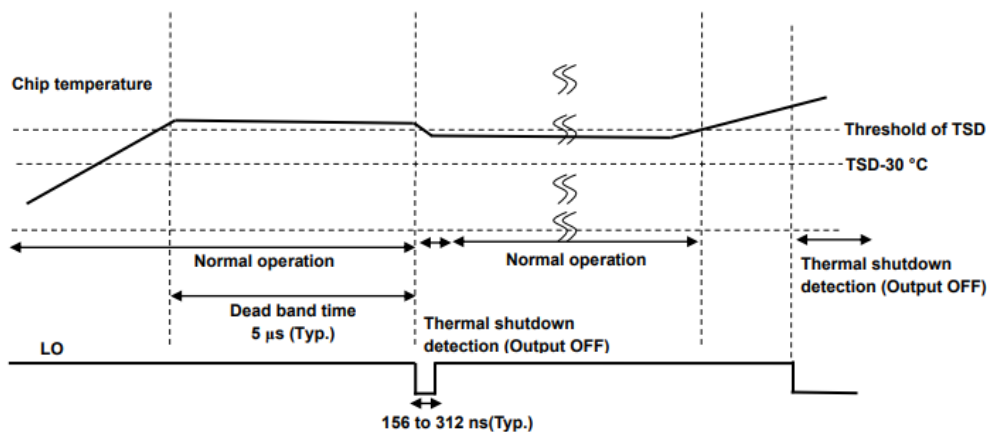 Chip temperature
Threshold of TSD
TSD-30 °C
Normal operation
Normal operation
Thermal shutdown
detection (Output OFF)
Dead band time
5 μs (Typ.)
Thermal shutdown
detection (Output OFF)
LO
156 to 312 ns(Typ.)